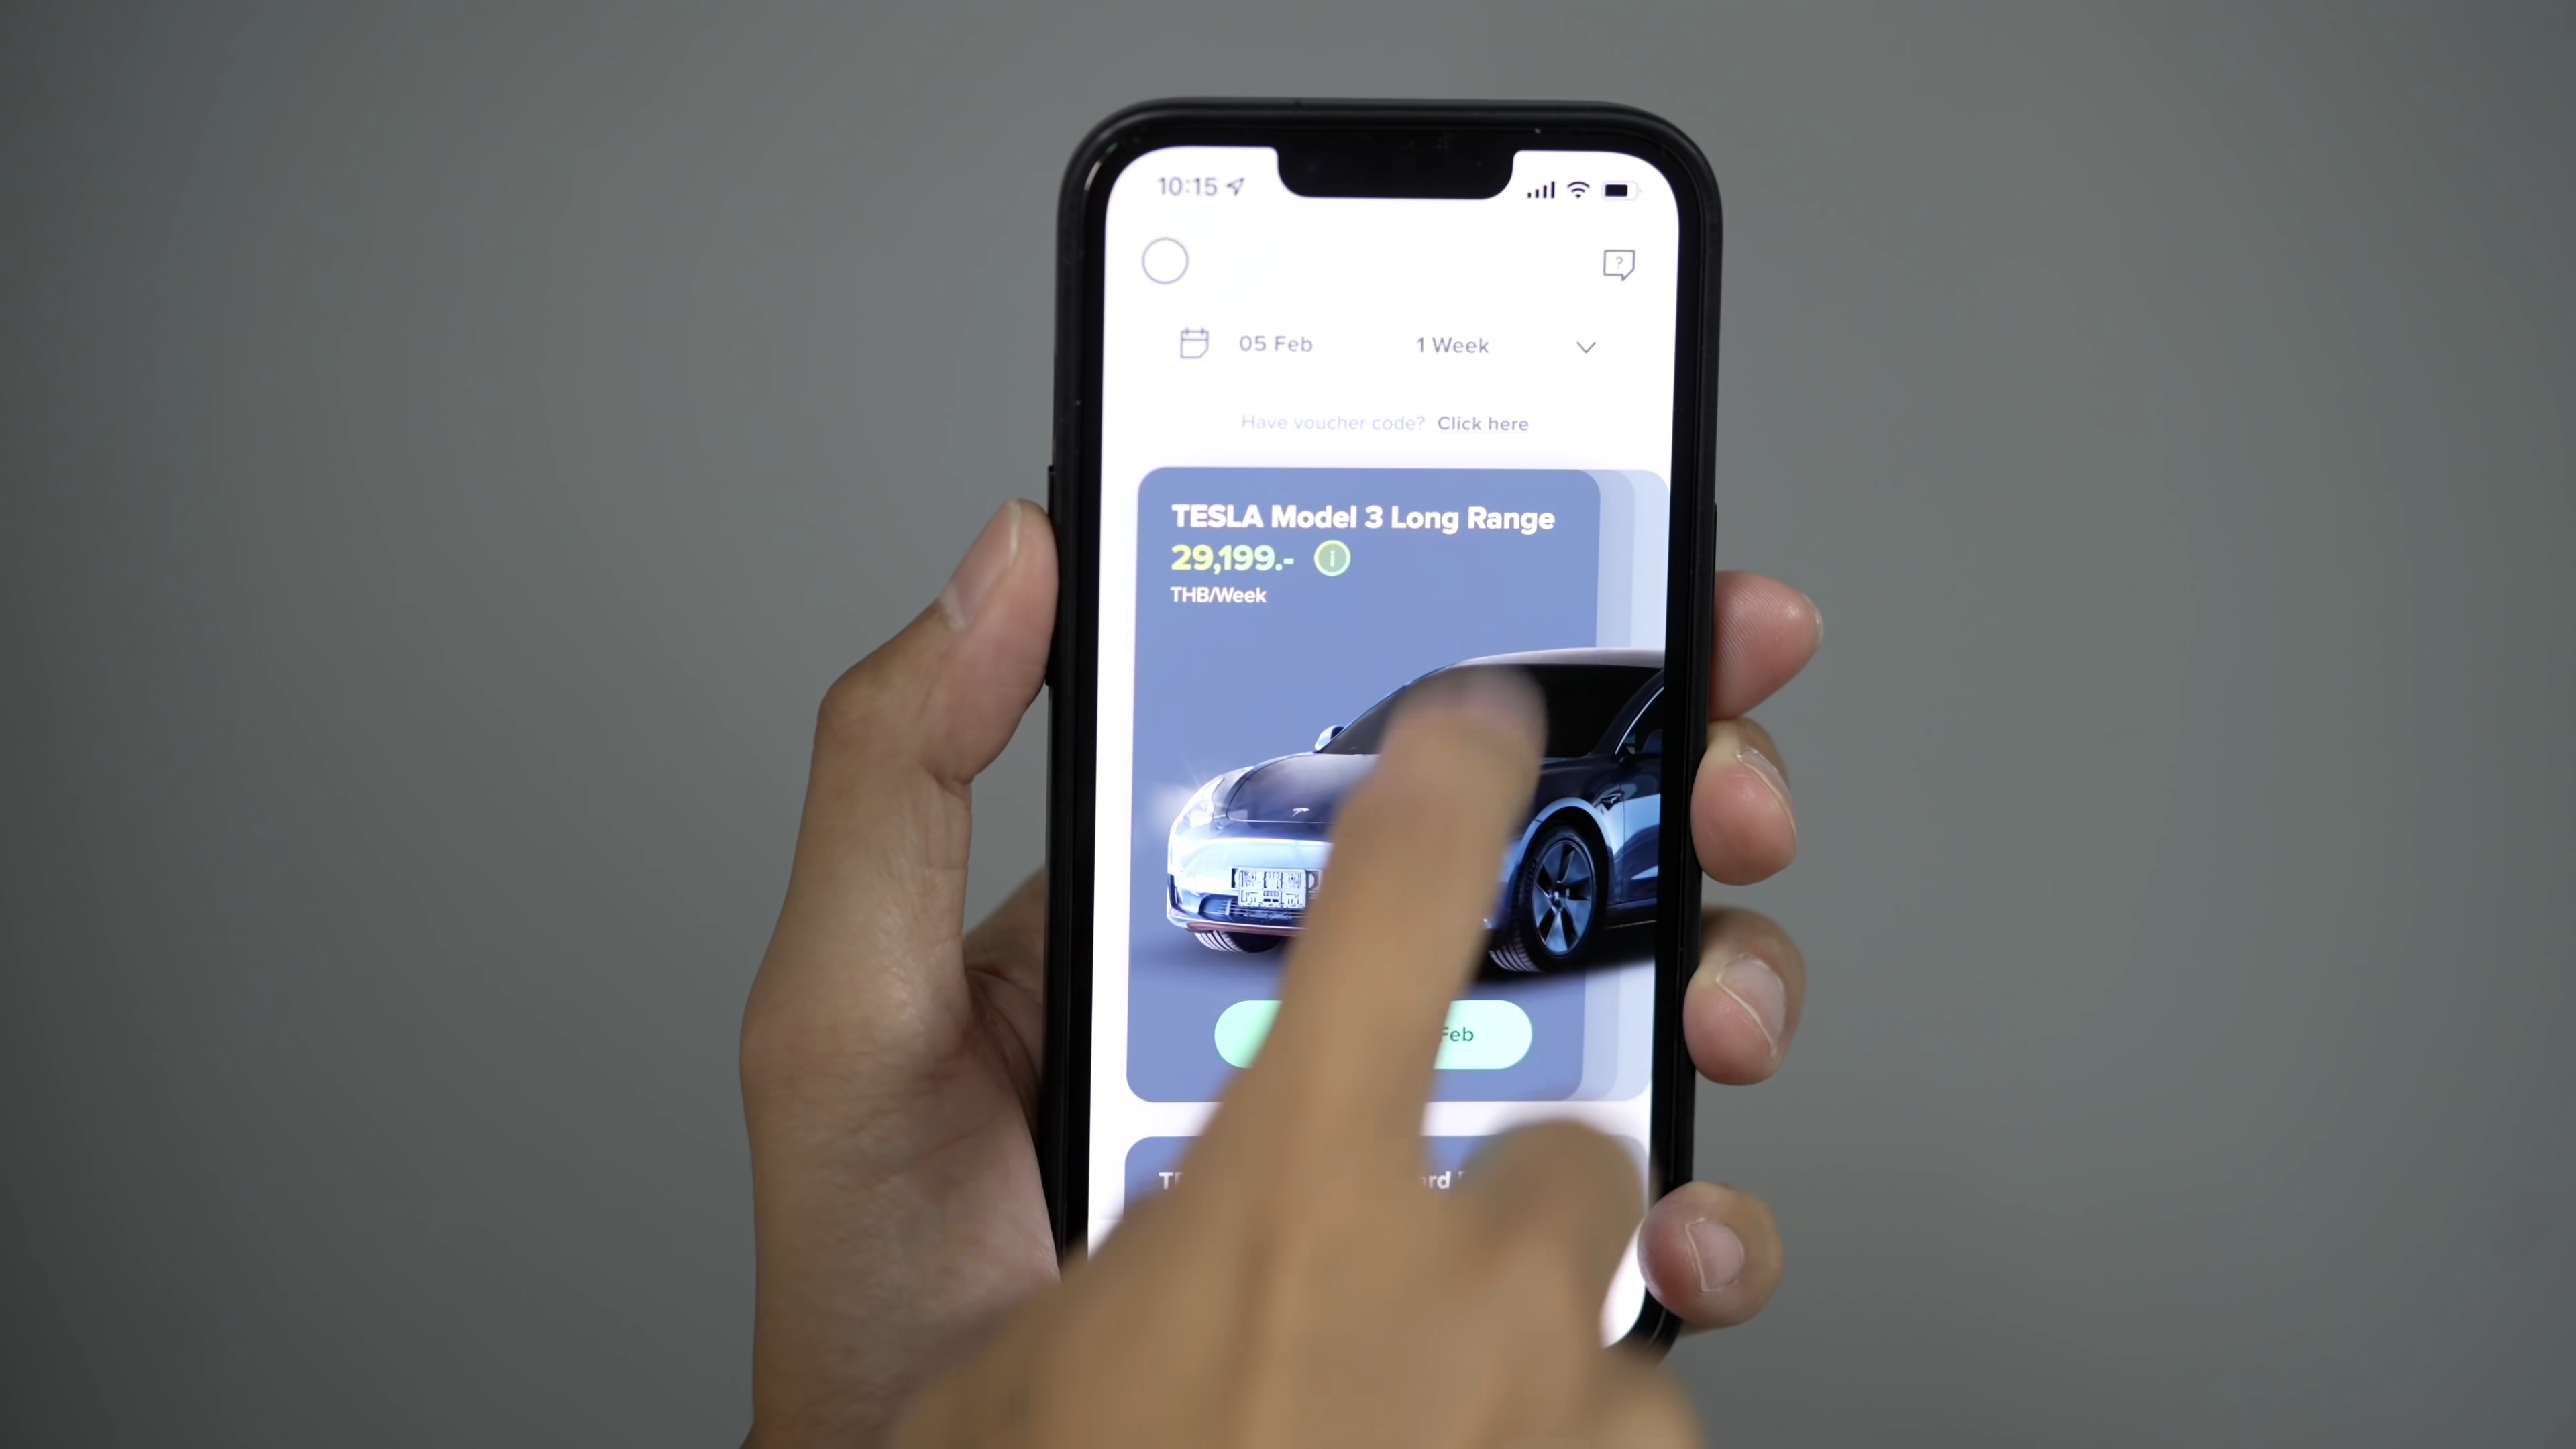 10:15
05 Feb 1 Week
Have voucher code? Click here
TESLA Model 3 Long Range
29,199.-
THB/Week
Feb